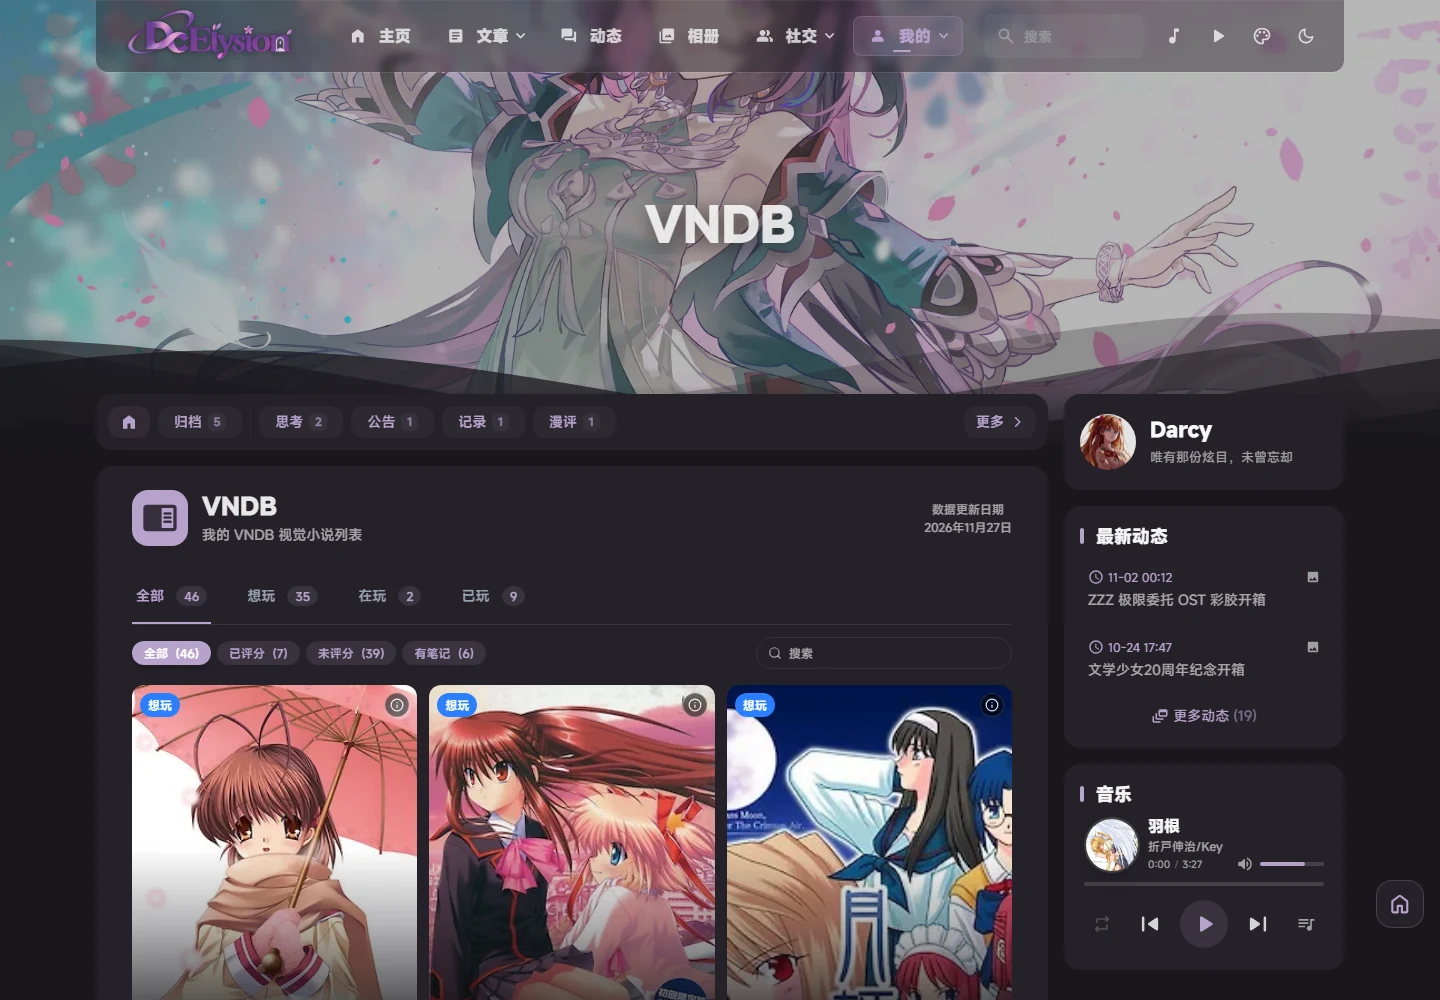 DcElysion
主页
文章
动态
相册
社交
我的
搜索
VNDB
归档 5
思考 2
公告 1
记录 1
漫评 1
更多
Darcy
唯有那份炫目，未曾忘却
VNDB
我的 VNDB 视觉小说列表
数据更新日期
2026年11月27日
全部 46
想玩 35
在玩 2
已玩 9
全部 (46)
已评分 (7)
未评分 (39)
有笔记 (6)
搜索
想玩
想玩
想玩
最新动态
11-02 00:12
ZZZ 极限委托 OST 彩胶开箱
10-24 17:47
文学少女20周年纪念开箱
更多动态 (19)
音乐
羽根
折戸伸治/Key
0:00 / 3:27